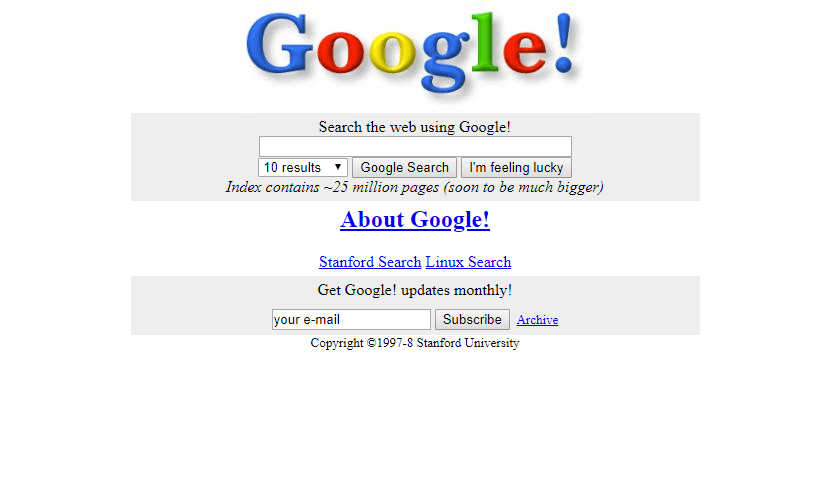 Google!
Search the web using Google!
10 results Google Search I'm feeling lucky
Index contains ~25 million pages (soon to be much bigger)
About Google!
Stanford Search Linux Search
Get Google! updates monthly!
your e-mail Subscribe Archive
Copyright ©1997-8 Stanford University